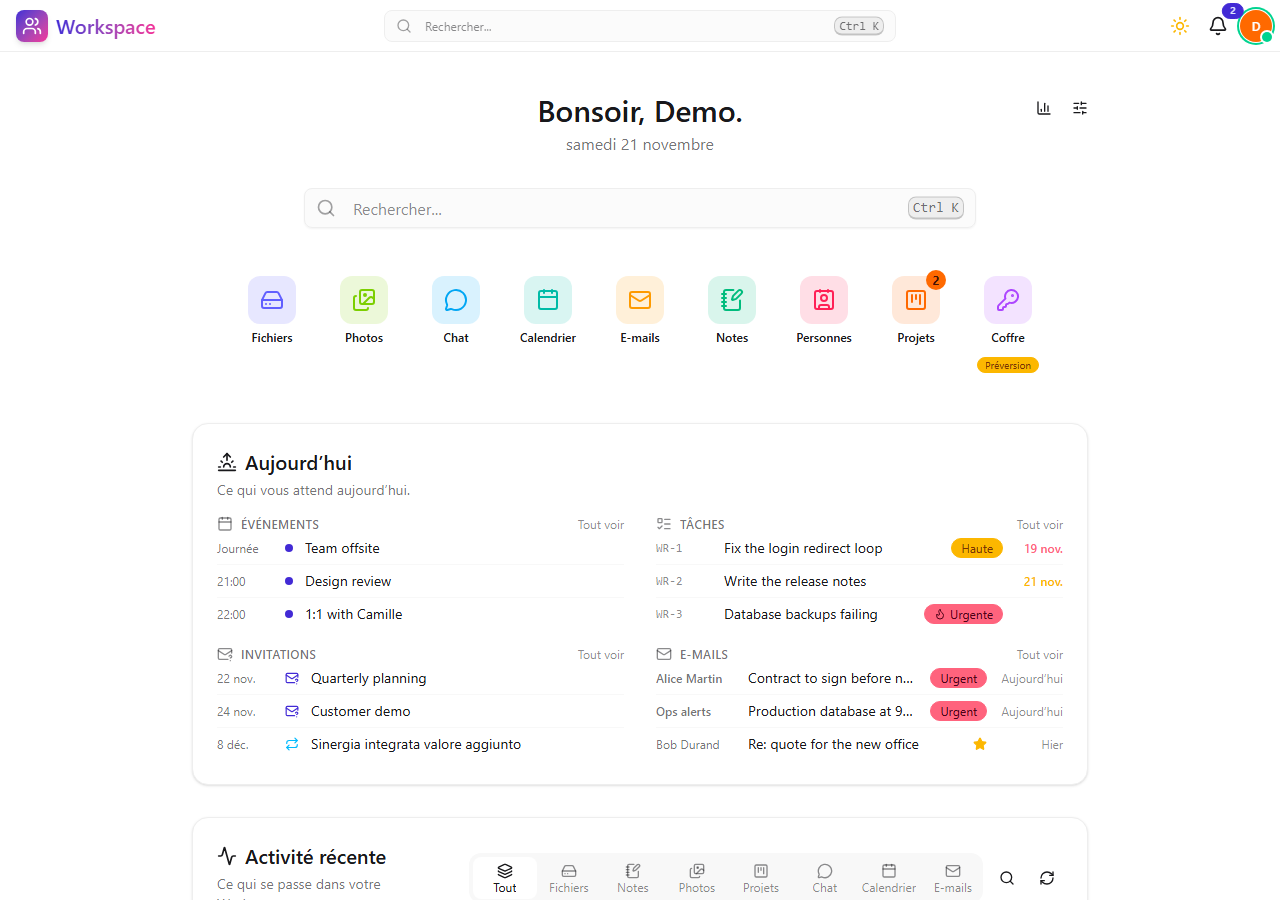 Workspace
Rechercher...
Ctrl K
2
D
Bonsoir, Demo.
samedi 21 novembre
Rechercher...
Ctrl K
Fichiers
Photos
Chat
Calendrier
E-mails
Notes
Personnes
2
Projets
Coffre
Préversion
Aujourd’hui
Ce qui vous attend aujourd’hui.
ÉVÉNEMENTS
Tout voir
Journée
Team offsite
21:00
Design review
22:00
1:1 with Camille
TÂCHES
Tout voir
WR-1
Fix the login redirect loop
Haute
19 nov.
WR-2
Write the release notes
21 nov.
WR-3
Database backups failing
Urgente
INVITATIONS
Tout voir
22 nov.
Quarterly planning
24 nov.
Customer demo
8 déc.
Sinergia integrata valore aggiunto
E-MAILS
Tout voir
Alice Martin
Contract to sign before n...
Urgent
Aujourd’hui
Ops alerts
Production database at 9...
Urgent
Aujourd’hui
Bob Durand
Re: quote for the new office
Hier
Activité récente
Ce qui se passe dans votre
Tout
Fichiers
Notes
Photos
Projets
Chat
Calendrier
E-mails